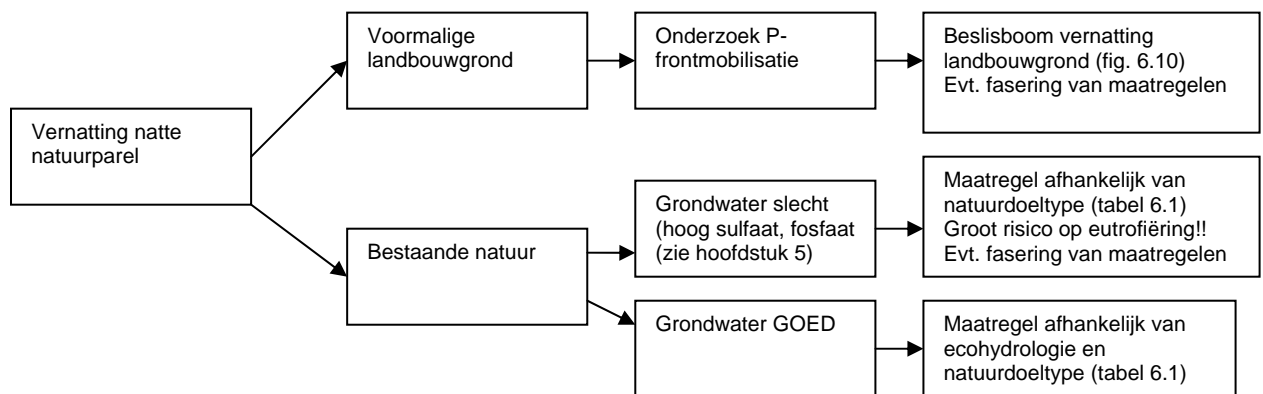 Vernatting natte
natuurparel
Voormalige
landbouwgrond
Onderzoek P-
frontmobilisatie
Beslisboom vernatting
landbouwgrond (fig. 6.10)
Evt. fasering van maatregelen
Bestaande natuur
Grondwater slecht
(hoog sulfaat, fosfaat
(zie hoofdstuk 5)
Maatregel afhankelijk van
natuurdoeltype (tabel 6.1)
Groot risico op eutrofiëring!!
Evt. fasering van maatregelen
Grondwater GOED
Maatregel afhankelijk van
ecohydrologie en
natuurdoeltype (tabel 6.1)